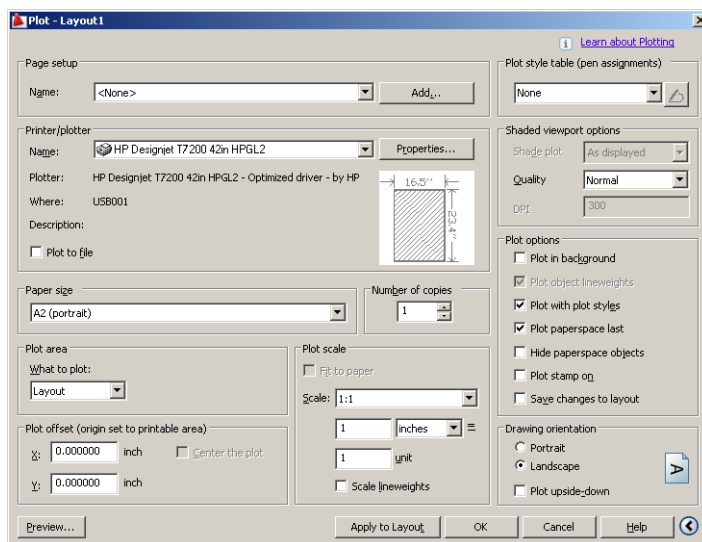 Plot - Layout1
Learn about Plotting
Page setup
Name: <None> Add...
Plot style table (pen assignments)
None
Printer/plotter
Name: HP Designjet T7200 42in HPGL2 Properties...
Plotter: HP Designjet T7200 42in HPGL2 - Optimized driver - by HP
Where: USB001
Description:
Plot to file
16.5''
23.4''
Shaded viewport options
Shade plot As displayed
Quality Normal
DPI 300
Paper size
A2 (portrait)
Number of copies
1
Plot options
Plot in background
Plot object lineweights
Plot with plot styles
Plot paperspace last
Hide paperspace objects
Plot stamp on
Save changes to layout
Plot area
What to plot:
Layout
Plot scale
Fit to paper
Scale: 1:1
1 inches =
1 unit
Scale lineweights
Plot offset (origin set to printable area)
X: 0.000000 inch Center the plot
Y: 0.000000 inch
Drawing orientation
Portrait
Landscape
Plot upside-down
A
Preview... Apply to Layout OK Cancel Help